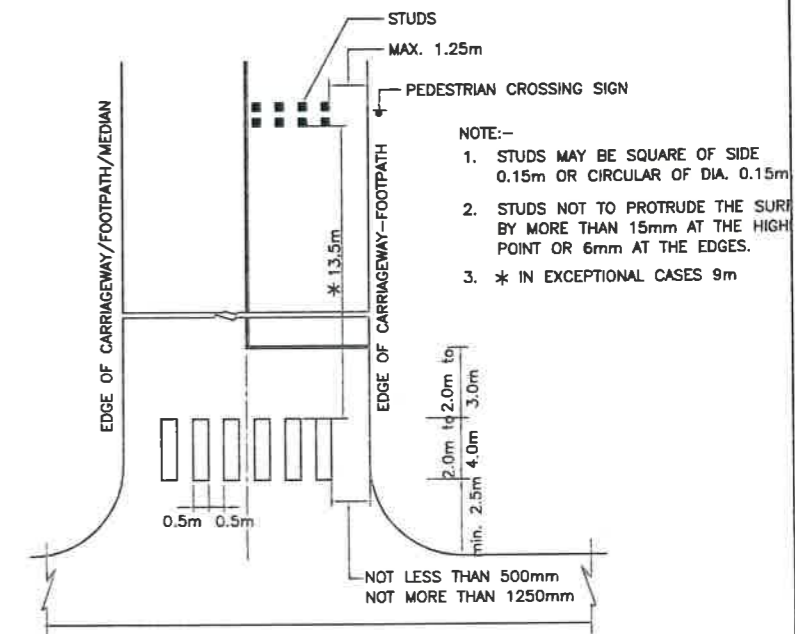 STUDS
MAX. 1.25m
PEDESTRIAN CROSSING SIGN
NOTE:-
1. STUDS MAY BE SQUARE OF SIDE
0.15m OR CIRCULAR OF DIA. 0.15m
2. STUDS NOT TO PROTRUDE THE SURF
BY MORE THAN 15mm AT THE HIGH
POINT OR 6mm AT THE EDGES.
3. * IN EXCEPTIONAL CASES 9m
EDGE OF CARRIAGEWAY/FOOTPATH/MEDIAN
* 13.5m
EDGE OF CARRIAGEWAY-FOOTPATH
2.0m to
3.0m
2.0m to
4.0m
min. 2.5m
0.5m 0.5m
NOT LESS THAN 500mm
NOT MORE THAN 1250mm